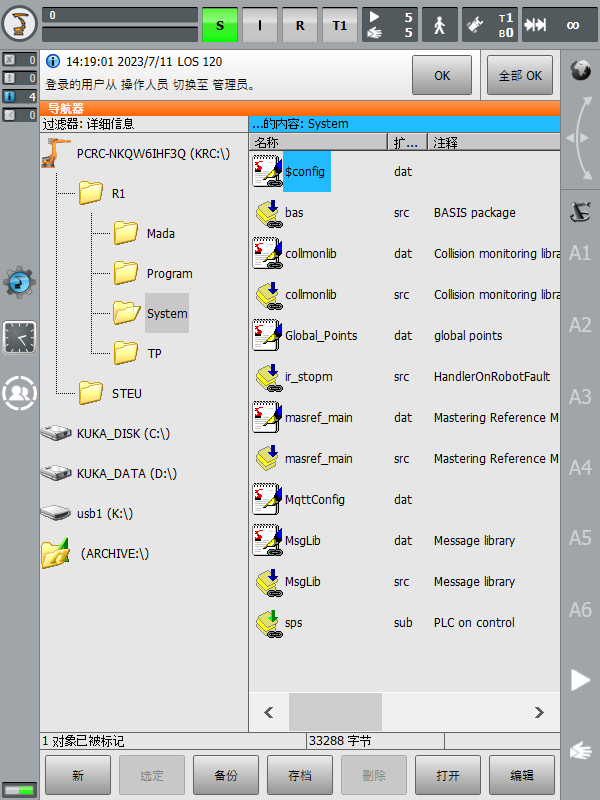 0
0
S
I
R
T1
5
5
T1
B0
∞
0
0
4
0
14:19:01 2023/7/11 LOS 120
登录的用户从 操作人员 切换至 管理员。
OK
全部 OK
导航器
过滤器: 详细信息
...的内容: System
名称 扩... 注释
PCRC-NKQW6IHF3Q (KRC:\)
R1
Mada
Program
System
TP
STEU
KUKA_DISK (C:\)
KUKA_DATA (D:\)
usb1 (K:\)
(ARCHIVE:\)
$config dat
bas src BASIS package
collmonlib dat Collision monitoring libra
collmonlib src Collision monitoring libra
Global_Points dat global points
ir_stopm src HandlerOnRobotFault
masref_main dat Mastering Reference M
masref_main src Mastering Reference M
MqttConfig dat
MsgLib dat Message library
MsgLib src Message library
sps sub PLC on control
A1
A2
A3
A4
A5
A6
1 对象已被标记
33288 字节
新
选定
备份
存档
删除
打开
编辑